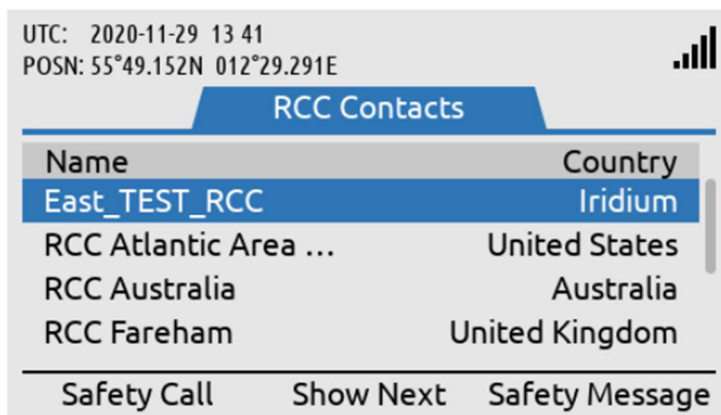 UTC: 2020-11-29 13 41
POSN: 55°49.152N 012°29.291E
RCC Contacts
Name Country
East_TEST_RCC Iridium
RCC Atlantic Area ... United States
RCC Australia Australia
RCC Fareham United Kingdom
Safety Call Show Next Safety Message